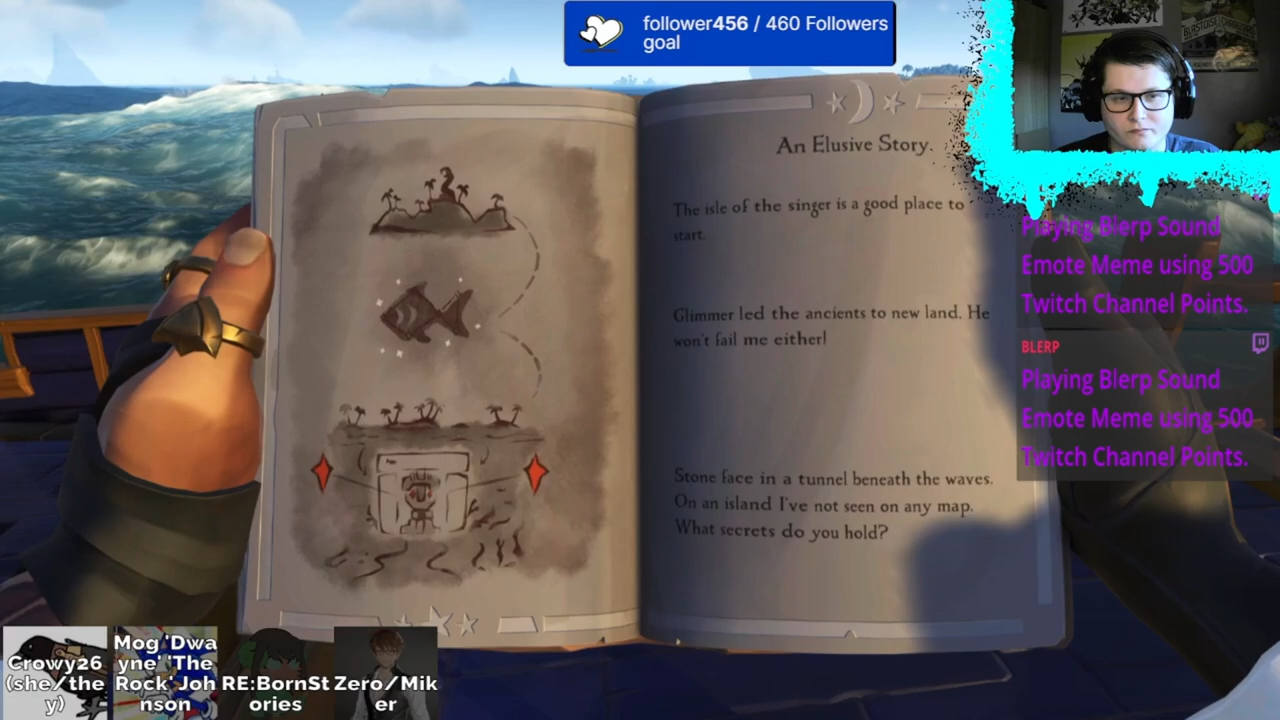 follower456 / 460 Followers
goal
An Elusive Story.
The isle of the singer is a good place to
start.
Glimmer led the ancients to new land. He
won't fail me either!
Stone face in a tunnel beneath the waves.
On an island I've not seen on any map.
What secrets do you hold?
Playing Blerp Sound
Emote Meme using 500
Twitch Channel Points.
BLERP
Playing Blerp Sound
Emote Meme using 500
Twitch Channel Points.
Crowy26
(she/the
y)
Mog 'Dwa
yne' 'The
Rock' Joh
nson
RE:BornSt
ories
Zero/Mik
er